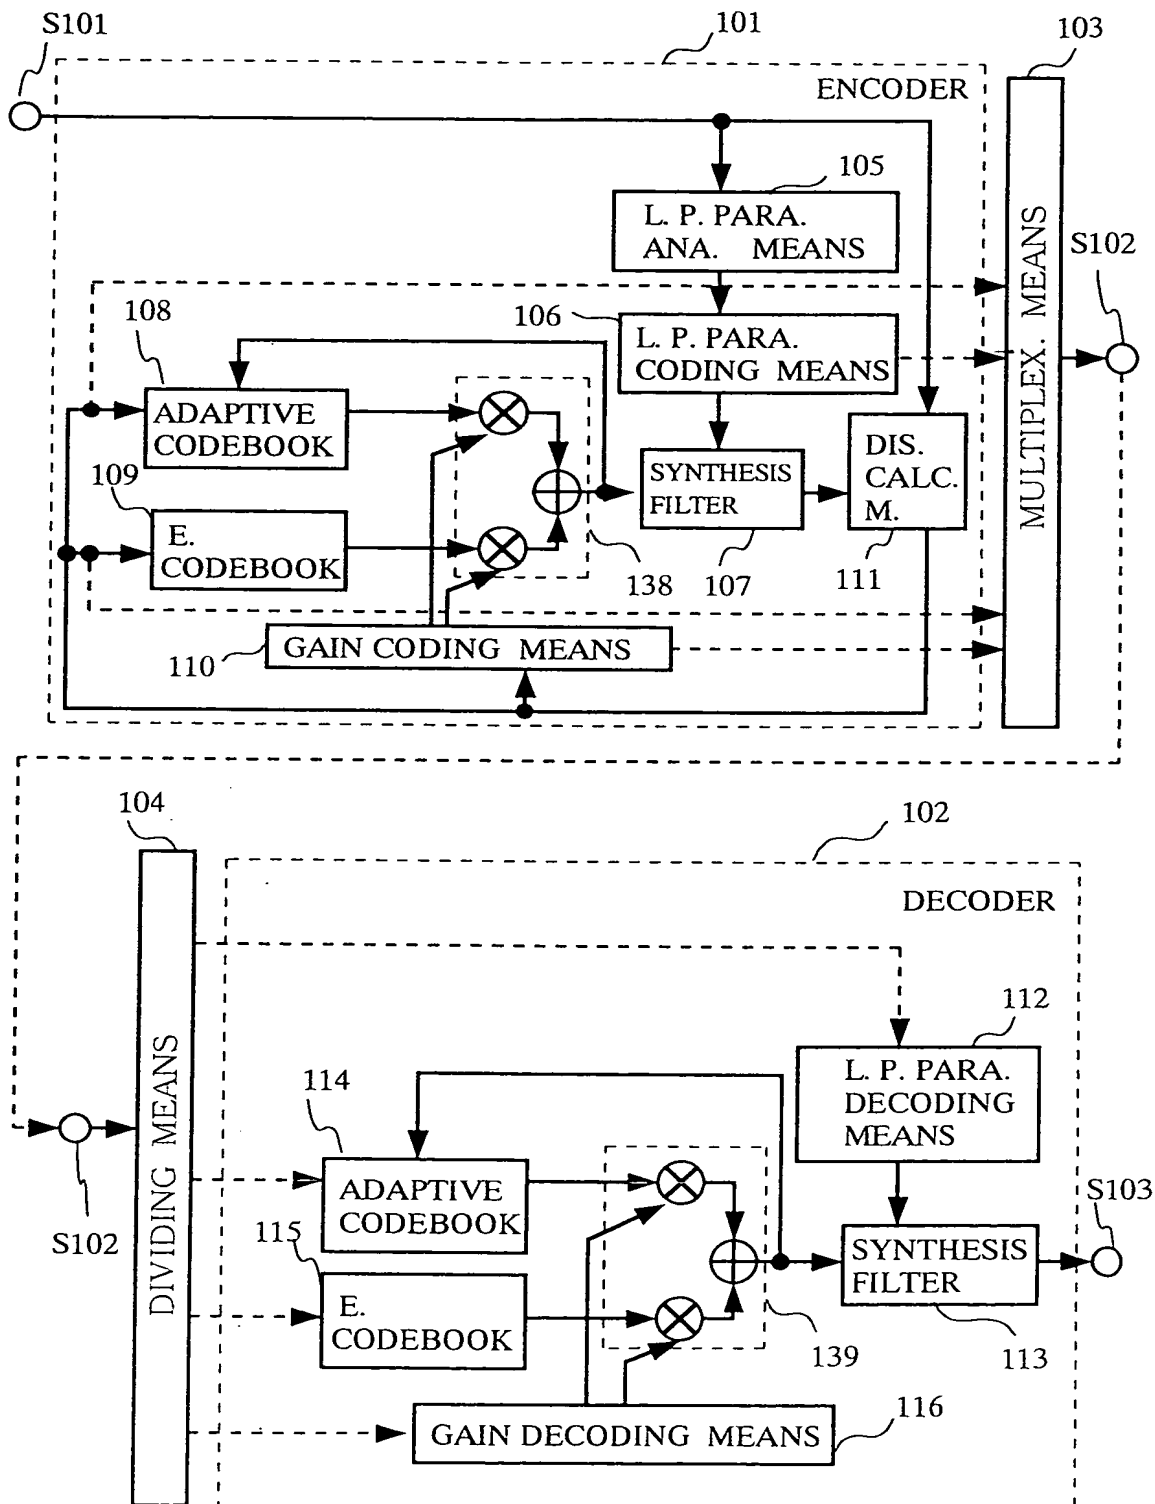 S101
101
103
ENCODER
105
L. P. PARA.
ANA. MEANS
S102
108
106
L. P. PARA.
CODING MEANS
MULTIPLEX. MEANS
ADAPTIVE
CODEBOOK
DIS.
CALC.
M.
SYNTHESIS
FILTER
109
E.
CODEBOOK
138
107
111
110
GAIN CODING MEANS
104
102
DECODER
112
L. P. PARA.
DECODING
MEANS
114
DIVIDING MEANS
ADAPTIVE
CODEBOOK
S103
S102
115
SYNTHESIS
FILTER
E.
CODEBOOK
139
113
116
GAIN DECODING MEANS